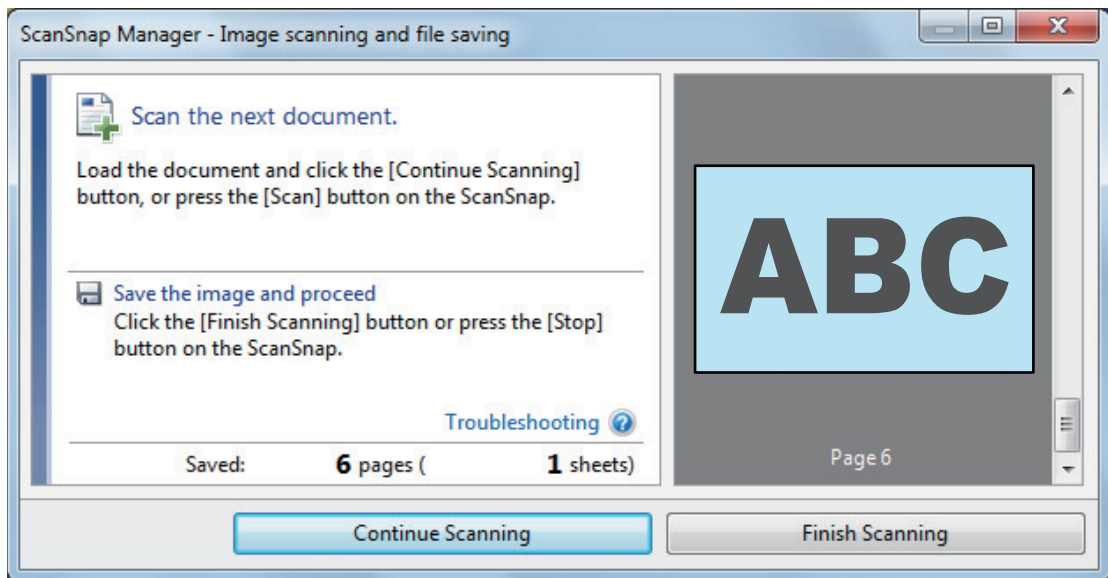 ScanSnap Manager - Image scanning and file saving
Scan the next document.
Load the document and click the [Continue Scanning]
button, or press the [Scan] button on the ScanSnap.
Save the image and proceed
Click the [Finish Scanning] button or press the [Stop]
button on the ScanSnap.
Troubleshooting
Saved: 6 pages ( 1 sheets)
ABC
Page 6
Continue Scanning
Finish Scanning